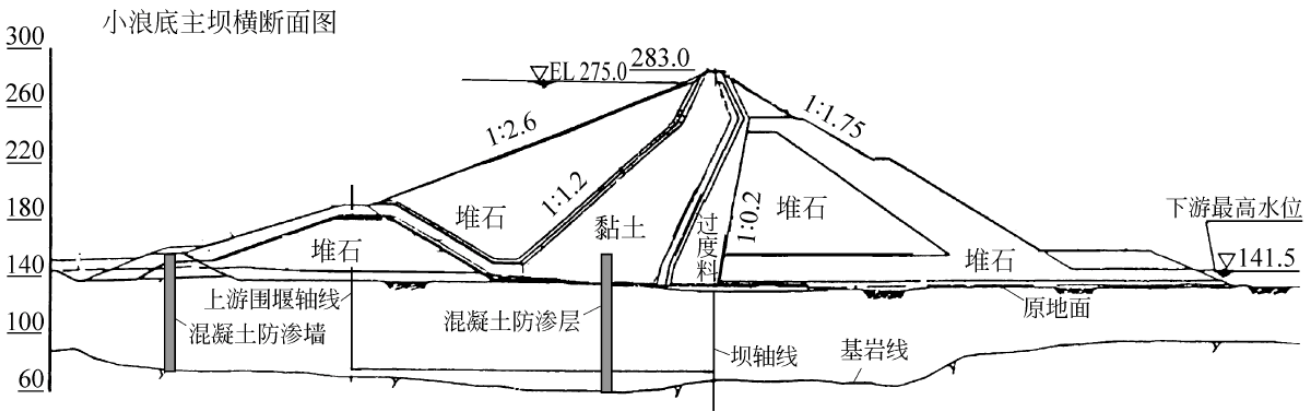 小浪底主坝横断面图
300
260
220
180
140
100
60
EL 275.0
283.0
1:2.6
1:1.75
1:1.2
1:0.2
堆石
堆石
黏土
过度料
堆石
堆石
下游最高水位
141.5
上游围堰轴线
混凝土防渗墙
混凝土防渗层
坝轴线
基岩线
原地面